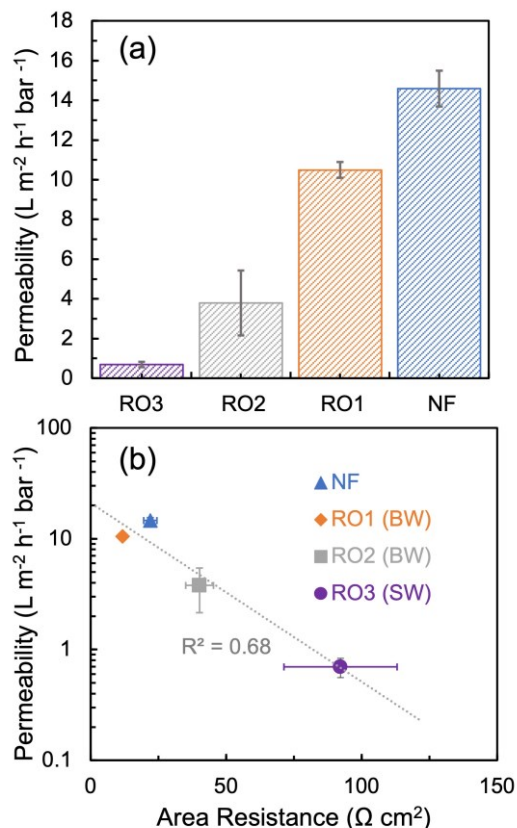 (a)
Permeability (L m⁻² h⁻¹ bar ⁻¹)
18
16
14
12
10
8
6
4
2
0
RO3 RO2 RO1 NF
(b)
Permeability (L m⁻² h⁻¹ bar ⁻¹)
100
10
1
0.1
NF
RO1 (BW)
RO2 (BW)
RO3 (SW)
R² = 0.68
0 50 100 150
Area Resistance (Ω cm²)